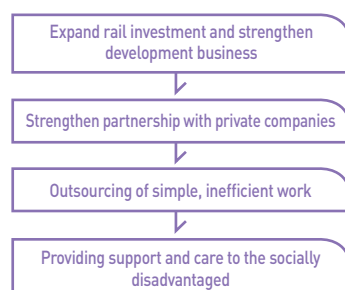 Expand rail investment and strengthen
development business
Strengthen partnership with private companies
Outsourcing of simple, inefficient work
Providing support and care to the socially
disadvantaged